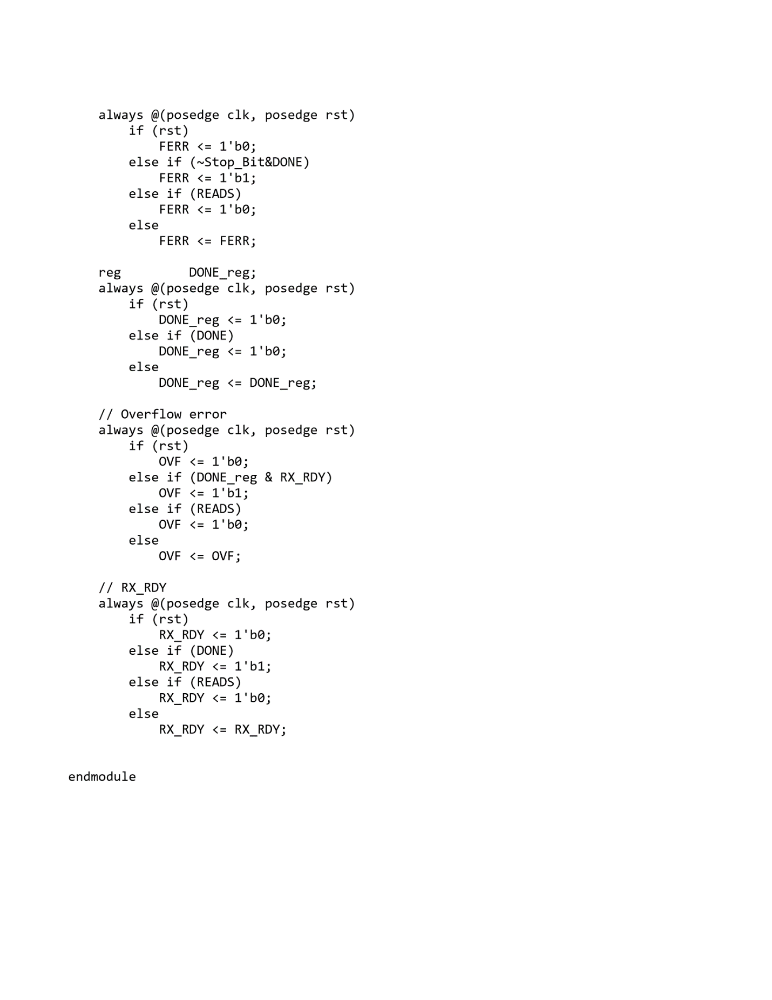 always @(posedge clk, posedge rst)
if (rst)
FERR <= 1'b0;
else if (~Stop_Bit&DONE)
FERR <= 1'b1;
else if (READS)
FERR <= 1'b0;
else
FERR <= FERR;
reg DONE_reg;
always @(posedge clk, posedge rst)
if (rst)
DONE_reg <= 1'b0;
else if (DONE)
DONE_reg <= 1'b0;
else
DONE_reg <= DONE_reg;
// Overflow error
always @(posedge clk, posedge rst)
if (rst)
OVF <= 1'b0;
else if (DONE_reg & RX_RDY)
OVF <= 1'b1;
else if (READS)
OVF <= 1'b0;
else
OVF <= OVF;
// RX_RDY
always @(posedge clk, posedge rst)
if (rst)
RX_RDY <= 1'b0;
else if (DONE)
RX_RDY <= 1'b1;
else if (READS)
RX_RDY <= 1'b0;
else
RX_RDY <= RX_RDY;
endmodule